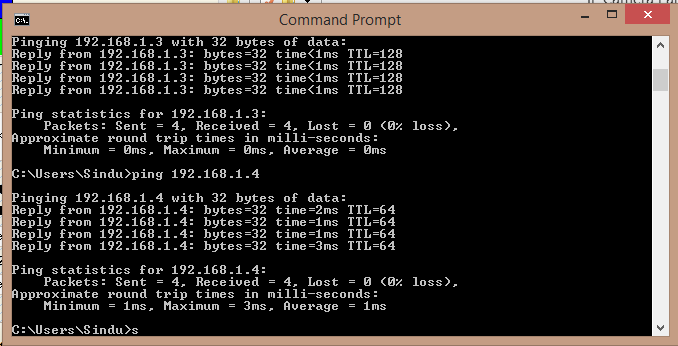 Command Prompt
Pinging 192.168.1.3 with 32 bytes of data:
Reply from 192.168.1.3: bytes=32 time<1ms TTL=128
Reply from 192.168.1.3: bytes=32 time<1ms TTL=128
Reply from 192.168.1.3: bytes=32 time<1ms TTL=128
Reply from 192.168.1.3: bytes=32 time<1ms TTL=128
Ping statistics for 192.168.1.3:
Packets: Sent = 4, Received = 4, Lost = 0 (0% loss),
Approximate round trip times in milli-seconds:
Minimum = 0ms, Maximum = 0ms, Average = 0ms
C:\Users\Sindu>ping 192.168.1.4
Pinging 192.168.1.4 with 32 bytes of data:
Reply from 192.168.1.4: bytes=32 time=2ms TTL=64
Reply from 192.168.1.4: bytes=32 time=1ms TTL=64
Reply from 192.168.1.4: bytes=32 time=1ms TTL=64
Reply from 192.168.1.4: bytes=32 time=3ms TTL=64
Ping statistics for 192.168.1.4:
Packets: Sent = 4, Received = 4, Lost = 0 (0% loss),
Approximate round trip times in milli-seconds:
Minimum = 1ms, Maximum = 3ms, Average = 1ms
C:\Users\Sindu>s